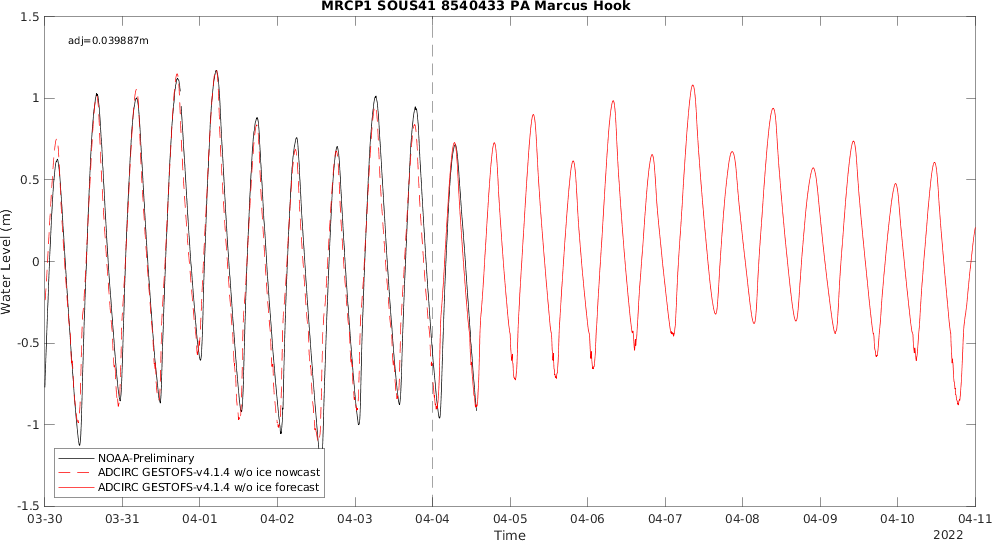 MRCP1 SOUS41 8540433 PA Marcus Hook
adj=0.039887m
1.5
1
0.5
0
-0.5
-1
-1.5
Water Level (m)
NOAA-Preliminary
ADCIRC GESTOFS-v4.1.4 w/o ice nowcast
ADCIRC GESTOFS-v4.1.4 w/o ice forecast
03-30 03-31 04-01 04-02 04-03 04-04 04-05 04-06 04-07 04-08 04-09 04-10 04-11
Time
2022